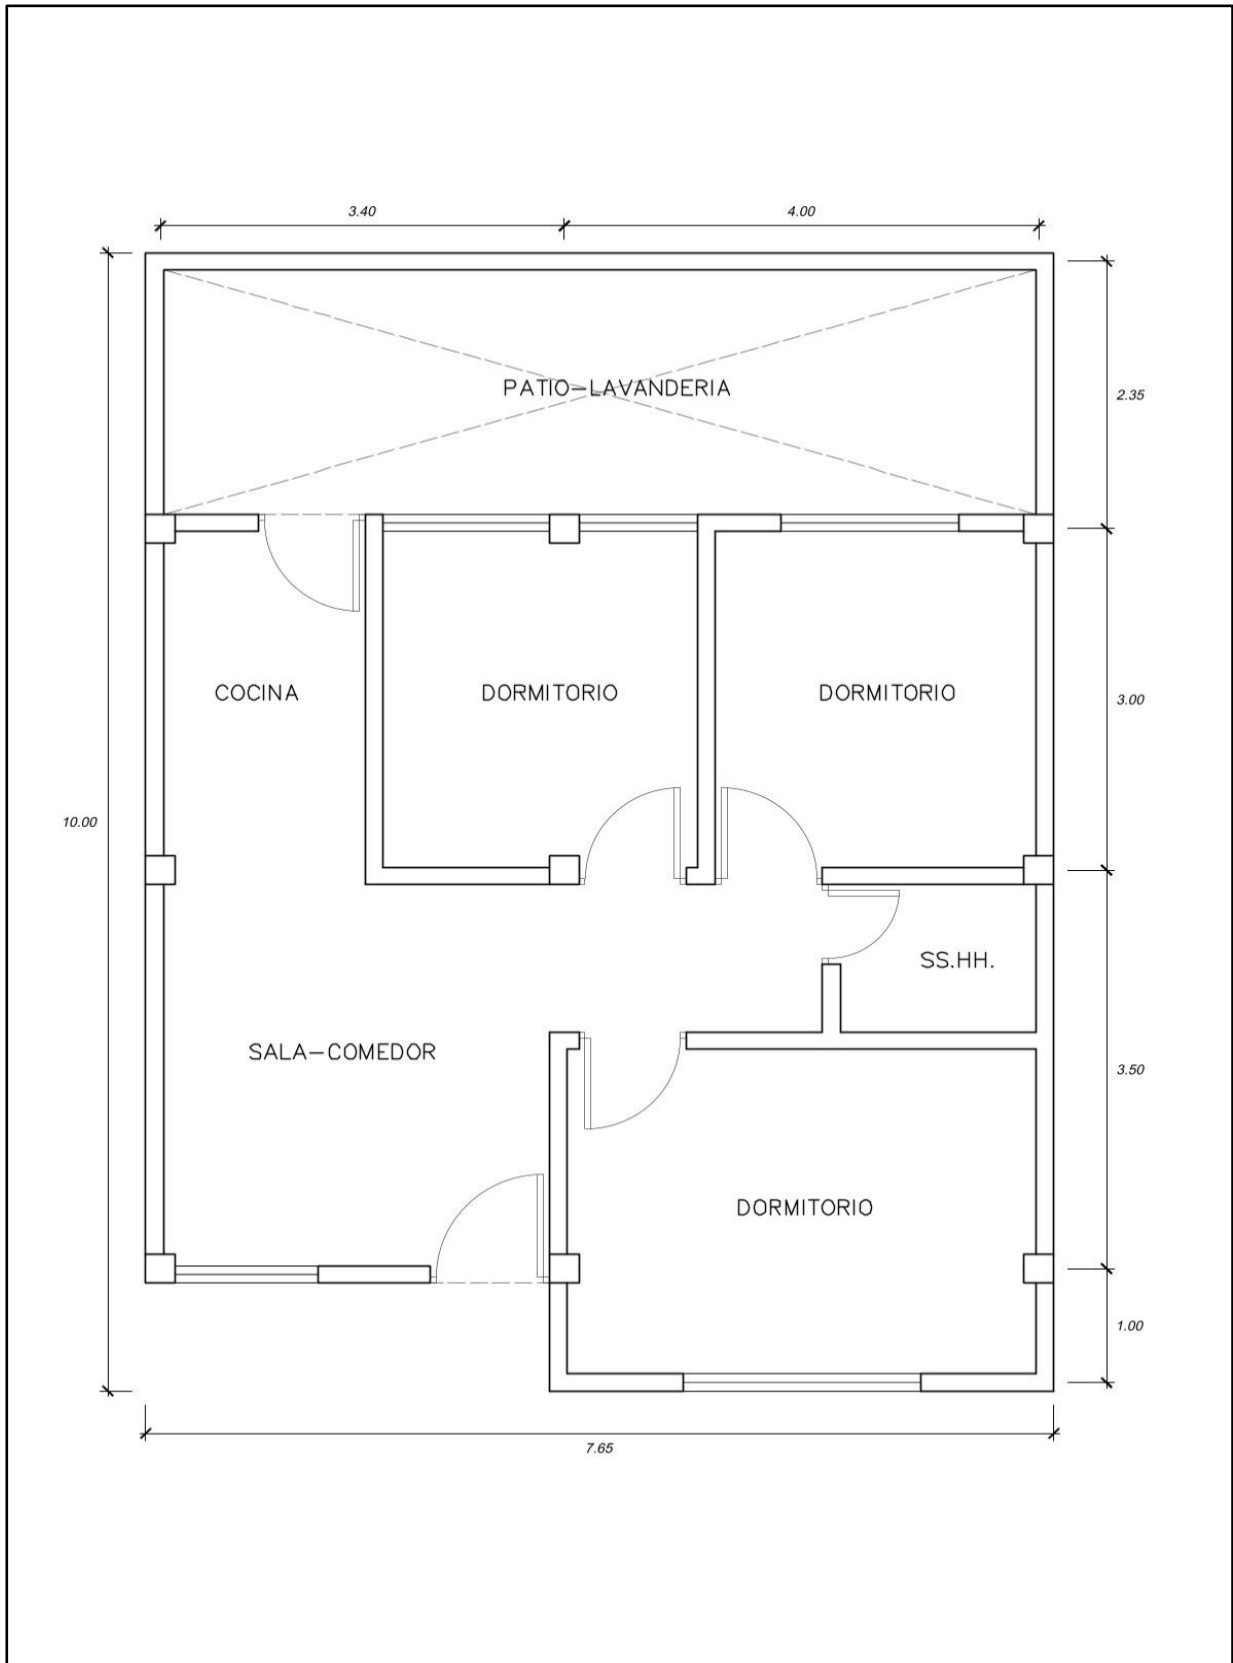 3.40
4.00
PATIO-LAVANDERIA
2.35
COCINA
DORMITORIO
DORMITORIO
3.00
10.00
SS.HH.
SALA-COMEDOR
3.50
DORMITORIO
1.00
7.65